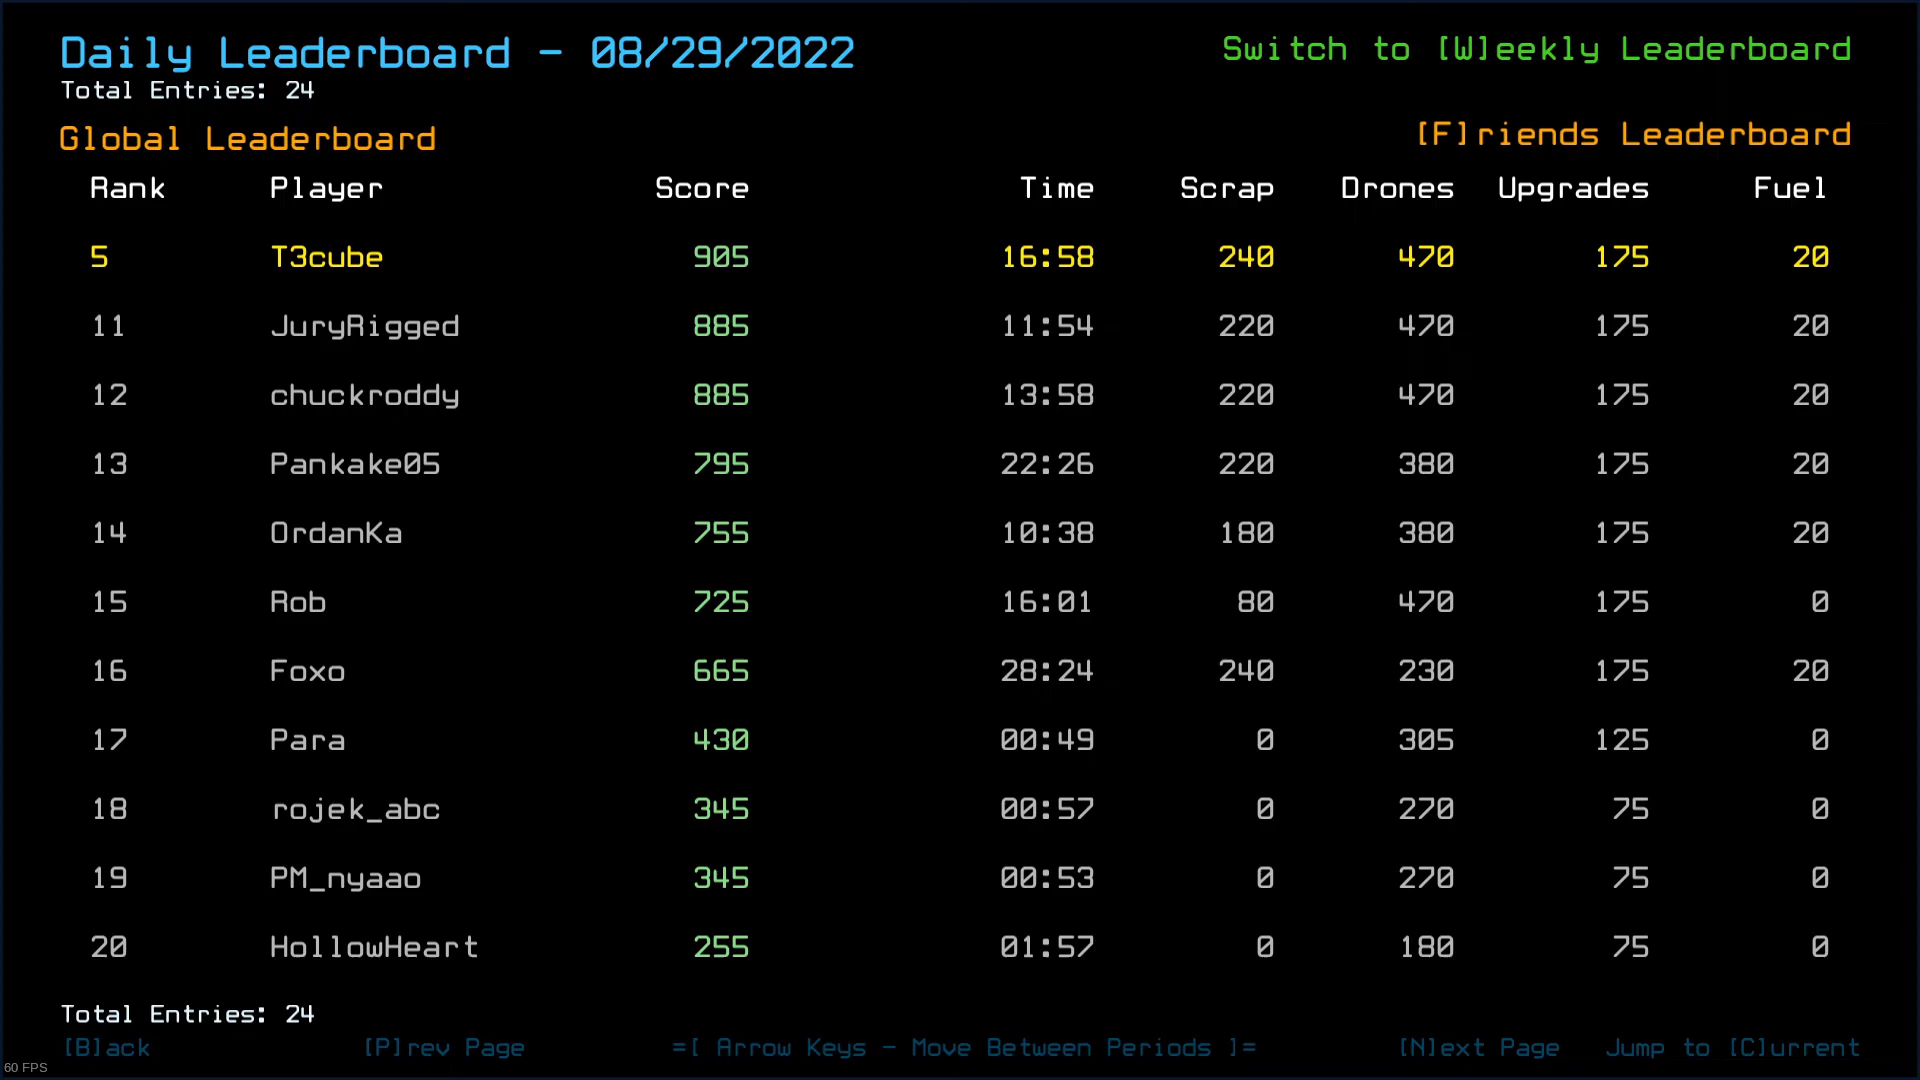 Daily Leaderboard - 08/29/2022 Switch to [W]eekly Leaderboard
Total Entries: 24
Global Leaderboard [F]riends Leaderboard
Rank Player Score Time Scrap Drones Upgrades Fuel
5 T3cube 905 16:58 240 470 175 20
11 JuryRigged 885 11:54 220 470 175 20
12 chuckroddy 885 13:58 220 470 175 20
13 Pankake05 795 22:26 220 380 175 20
14 OrdanKa 755 10:38 180 380 175 20
15 Rob 725 16:01 80 470 175 0
16 Foxo 665 28:24 240 230 175 20
17 Para 430 00:49 0 305 125 0
18 rojek_abc 345 00:57 0 270 75 0
19 PM_nyaao 345 00:53 0 270 75 0
20 HollowHeart 255 01:57 0 180 75 0
Total Entries: 24
[B]ack [P]rev Page =[ Arrow Keys - Move Between Periods ]= [N]ext Page Jump to [C]urrent
60 FPS